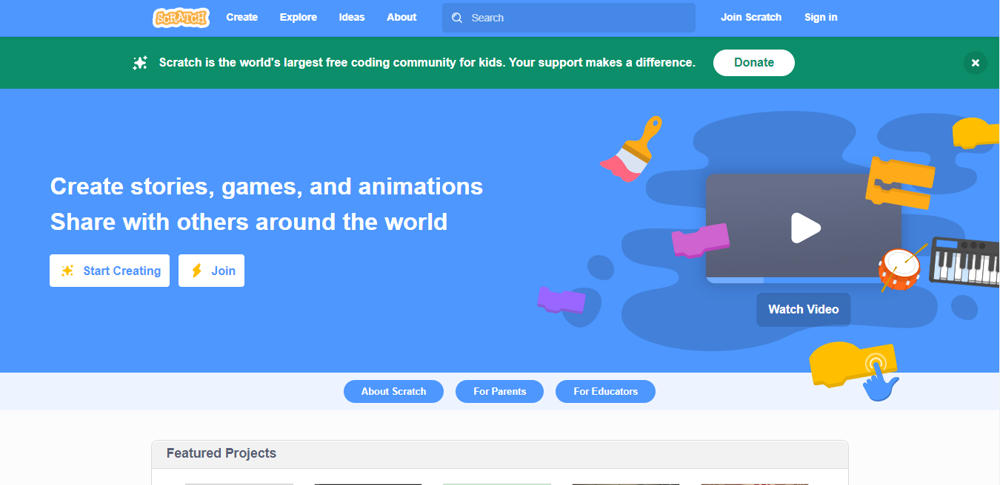 SCRATCH
Create
Explore
Ideas
About
Search
Join Scratch
Sign in
Scratch is the world's largest free coding community for kids. Your support makes a difference.
Donate
Create stories, games, and animations
Share with others around the world
Start Creating
Join
Watch Video
About Scratch
For Parents
For Educators
Featured Projects